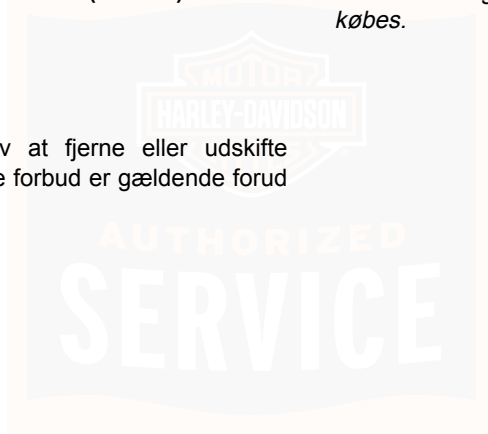 købes.
v at fjerne eller udskifte
e forbud er gældende forud
MOTOR
HARLEY-DAVIDSON
AUTHORIZED
SERVICE